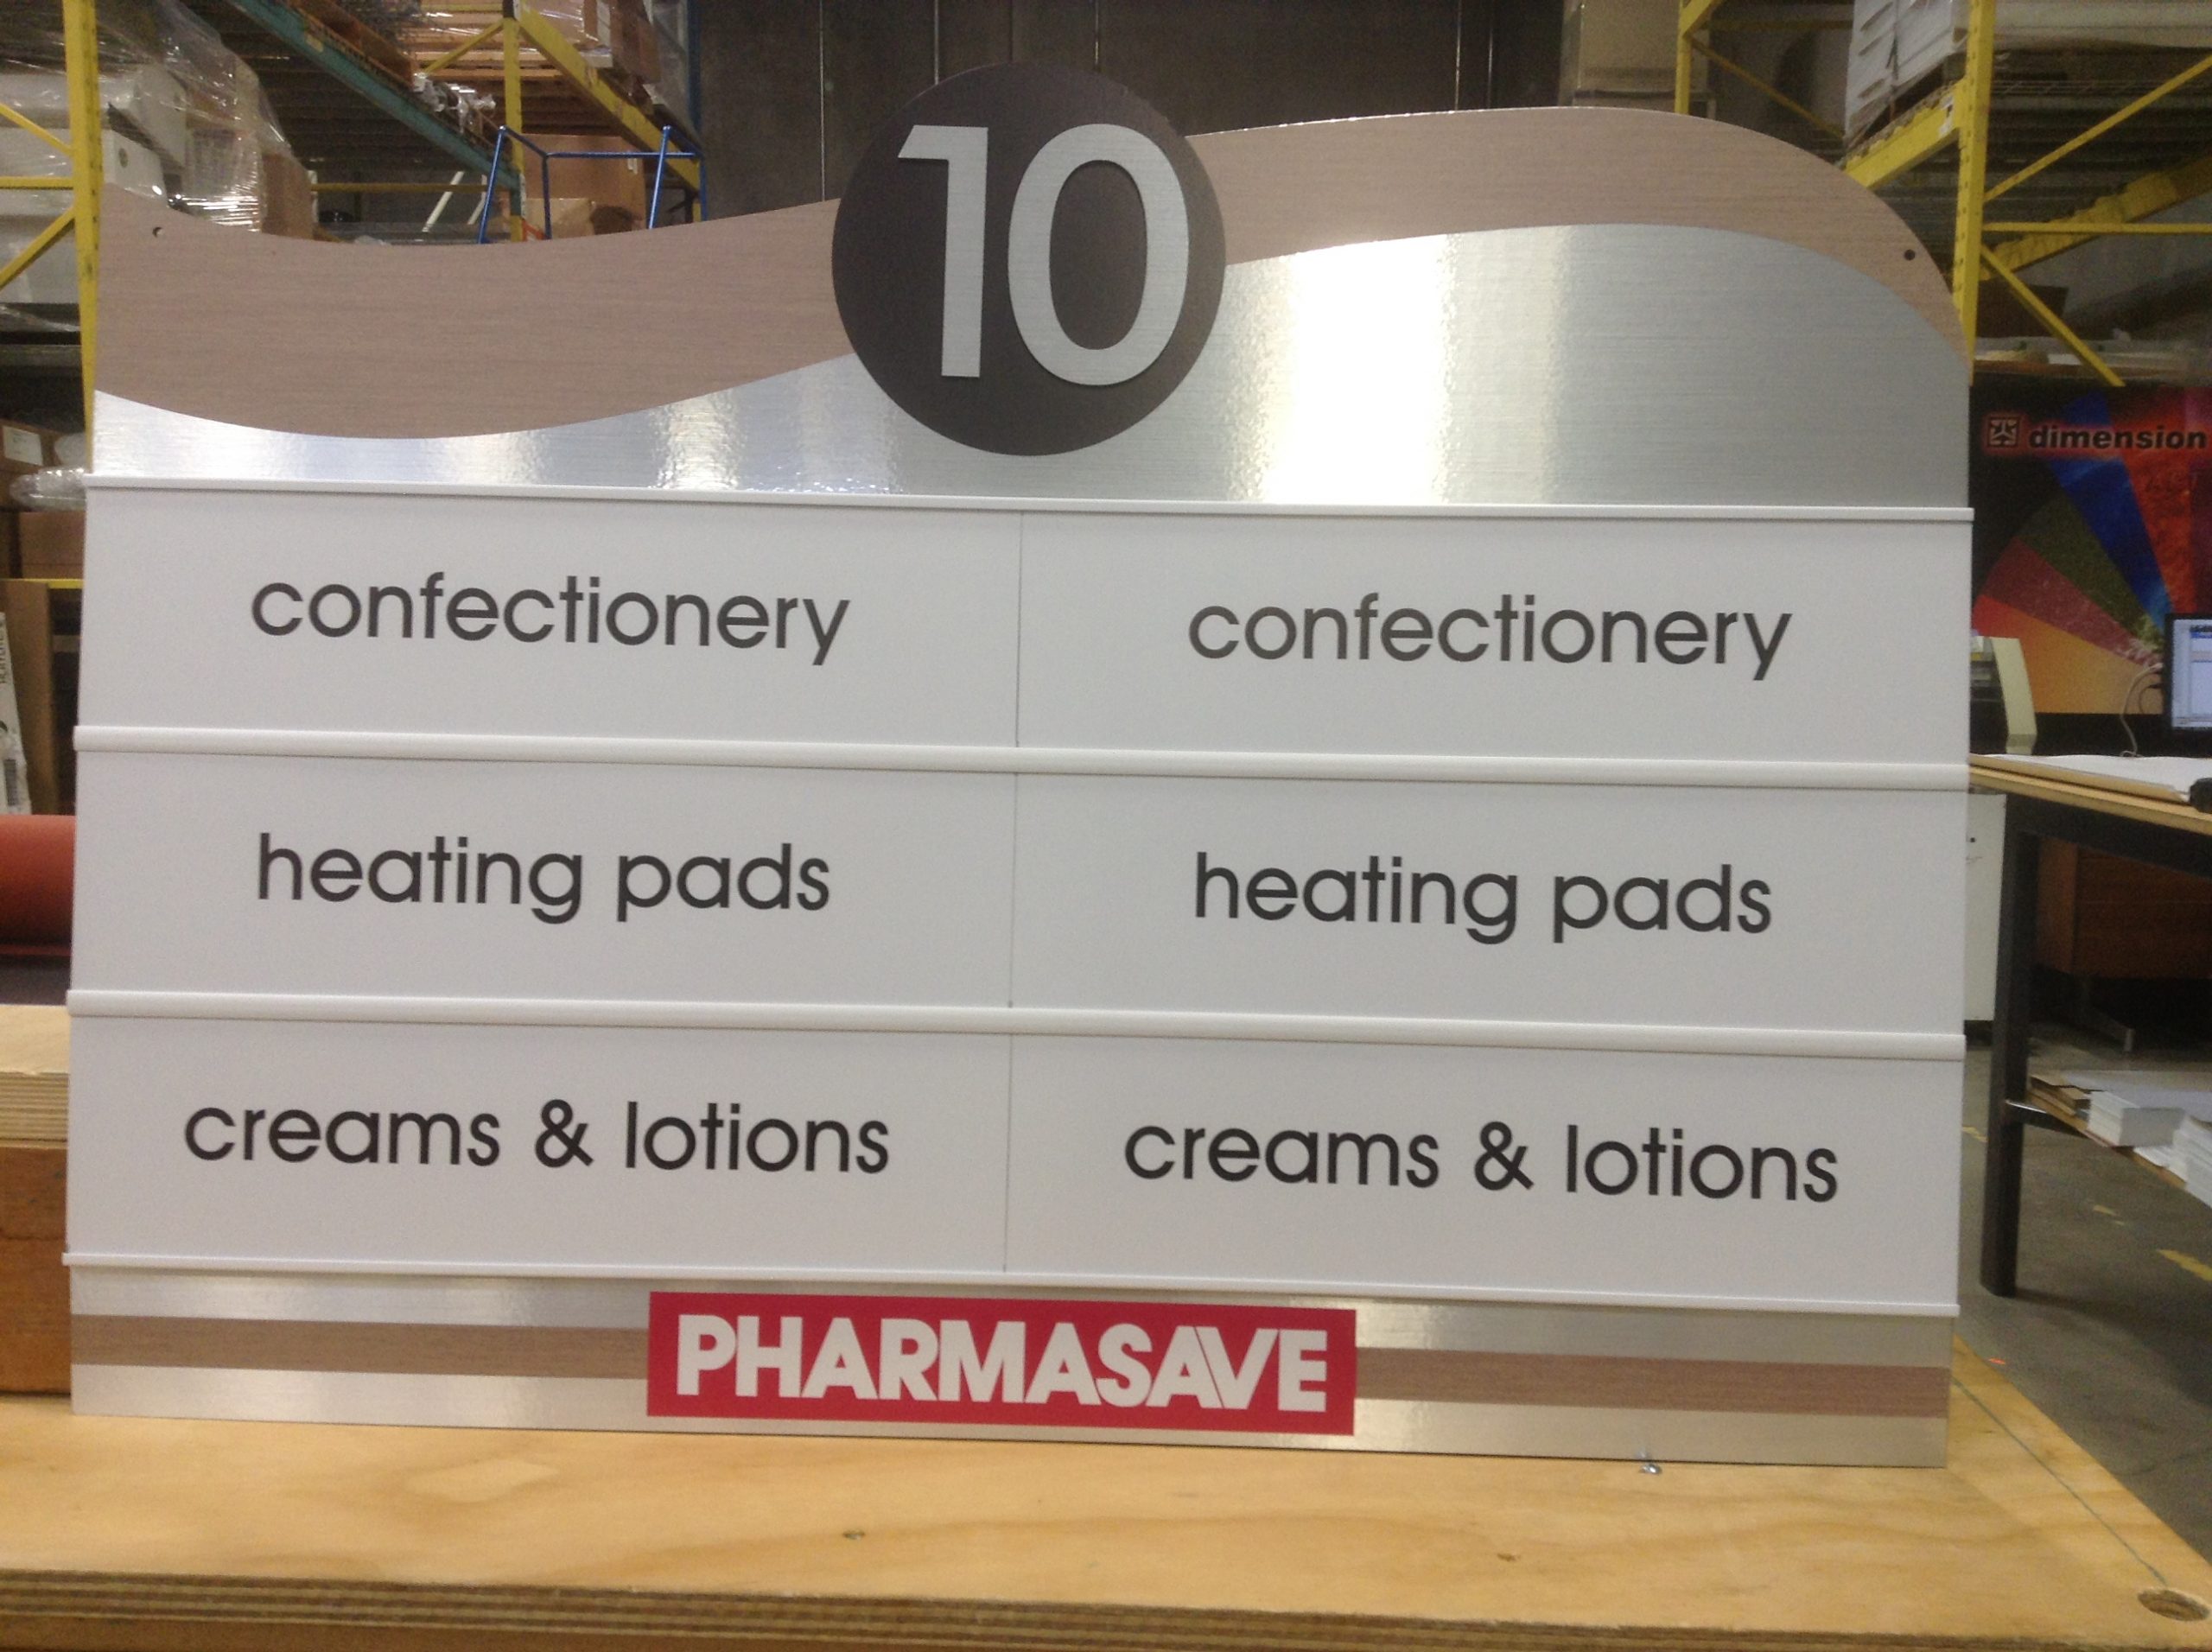 10
dimension
confectionery confectionery
heating pads heating pads
creams & lotions creams & lotions
PHARMASAVE